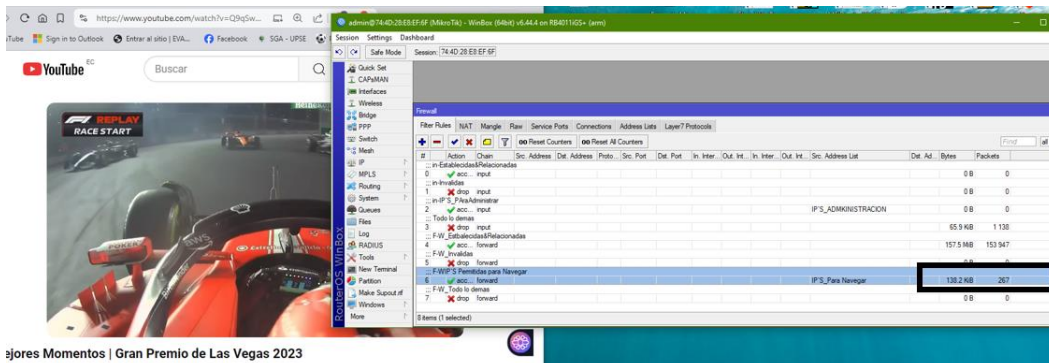 https://www.youtube.com/watch?v=Q9q5w...
Tube Sign in to Outlook Entrar al sitio | EVA... Facebook SGA - UPSE
YouTube EC
Buscar
REPLAY
RACE START
ejores Momentos | Gran Premio de Las Vegas 2023
admin@74:4D:28:E8:EF:6F (MikroTik) - WinBox (64bit) v6.44.4 on RB4011iGS+ (arm)
Session Settings Dashboard
Safe Mode Session: 74:4D:28:E8:EF:6F
Quick Set
CAPsMAN
Interfaces
Wireless
Bridge
PPP
Switch
Mesh
IP
MPLS
Routing
System
Queues
Files
Log
RADIUS
Tools
New Terminal
Partition
Make Supout.rif
Windows
More
RouterOS WinBox
Firewall
Filter Rules NAT Mangle Raw Service Ports Connections Address Lists Layer7 Protocols
00 Reset Counters 00 Reset All Counters Find all
# Action Chain Src. Address Dst. Address Proto... Src. Port Dst. Port In. Inter... Out. Int... In. Inter... Out. Int... Src. Address List Dst. Ad... Bytes Packets
;;; in-Establecidas&Relacionadas
0 acc... input 0 B 0
;;; in-Invalidas
1 drop input 0 B 0
;;; in-IP'S_PAraAdministrar
2 acc... input IP'S_ADMKINISTRACION 0 B 0
;;; Todo lo demas
3 drop input 65.9 KiB 1 138
;;; F-W_Estbalecidas&Relacionadas
4 acc... forward 157.5 MiB 153 947
;;; F-W_Invalidas
5 drop forward 0 B 0
;;; F-WIP'S Permitidas para Navegar
6 acc... forward IP'S_Para Navegar 138.2 KiB 267
;;; F-W_Todo lo demas
7 drop forward 0 B 0
8 items (1 selected)